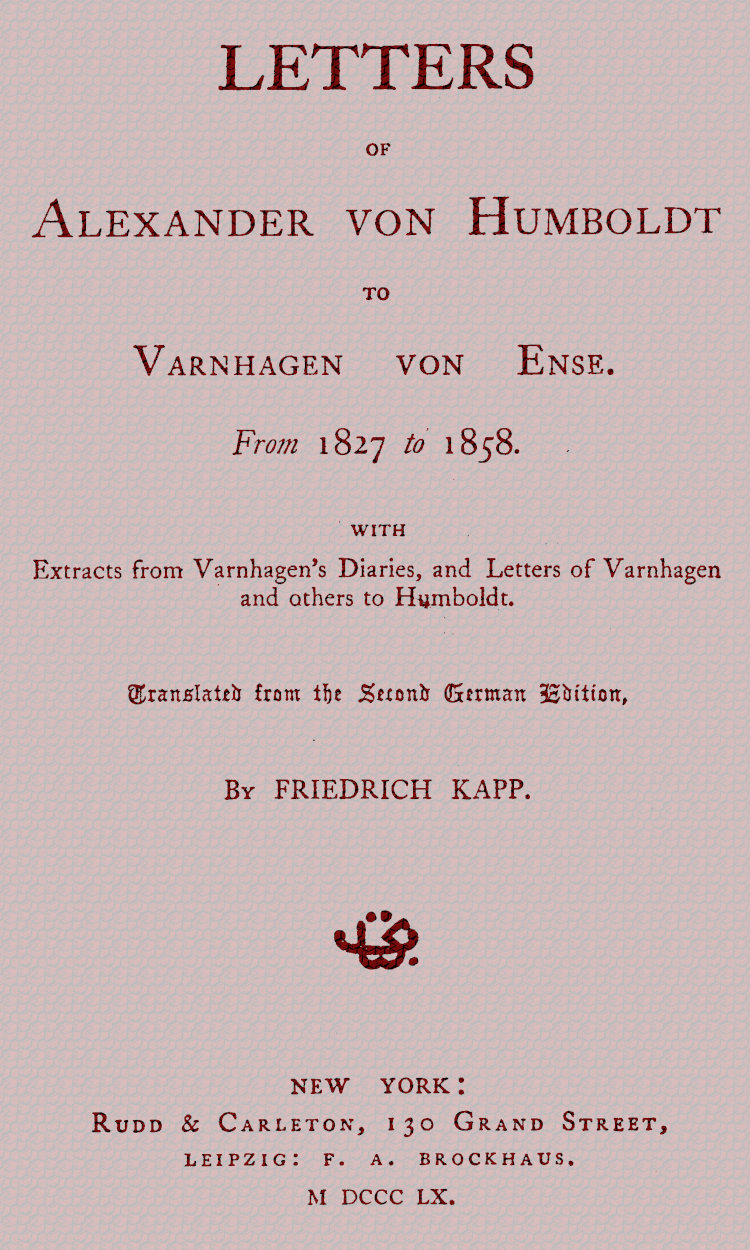 LETTERS
OF
ALEXANDER VON HUMBOLDT
TO
VARNHAGEN VON ENSE.
From 1827 to 1858.
WITH
Extracts from Varnhagen’s Diaries, and Letters of Varnhagen
and others to Humboldt.
Translated from the Second German Edition,
By FRIEDRICH KAPP.
NEW YORK:
RUDD & CARLETON, 130 GRAND STREET,
LEIPZIG: F. A. BROCKHAUS.
M DCCC LX.